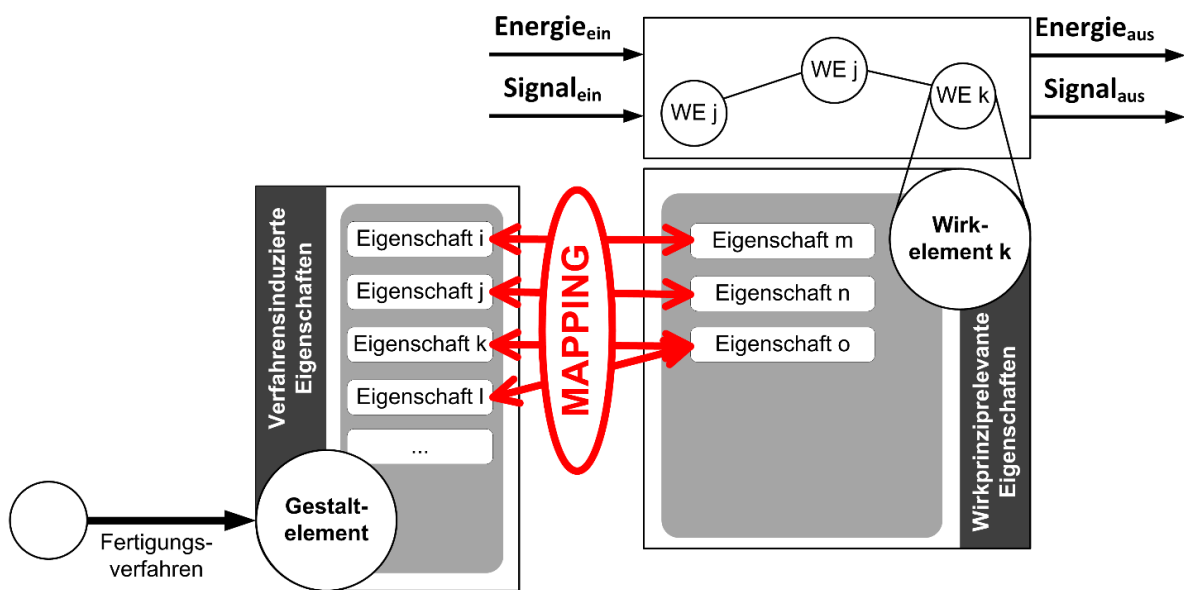 Energieein
Energieaus
Signalein
Signalaus
WE j
WE j
WE k
Verfahrensinduzierte
Eigenschaften
Eigenschaft i
Eigenschaft j
Eigenschaft k
Eigenschaft l
...
MAPPING
Eigenschaft m
Eigenschaft n
Eigenschaft o
Wirk-
element k
Wirkprinziprelevante
Eigenschaften
Gestalt-
element
Fertigungs-
verfahren